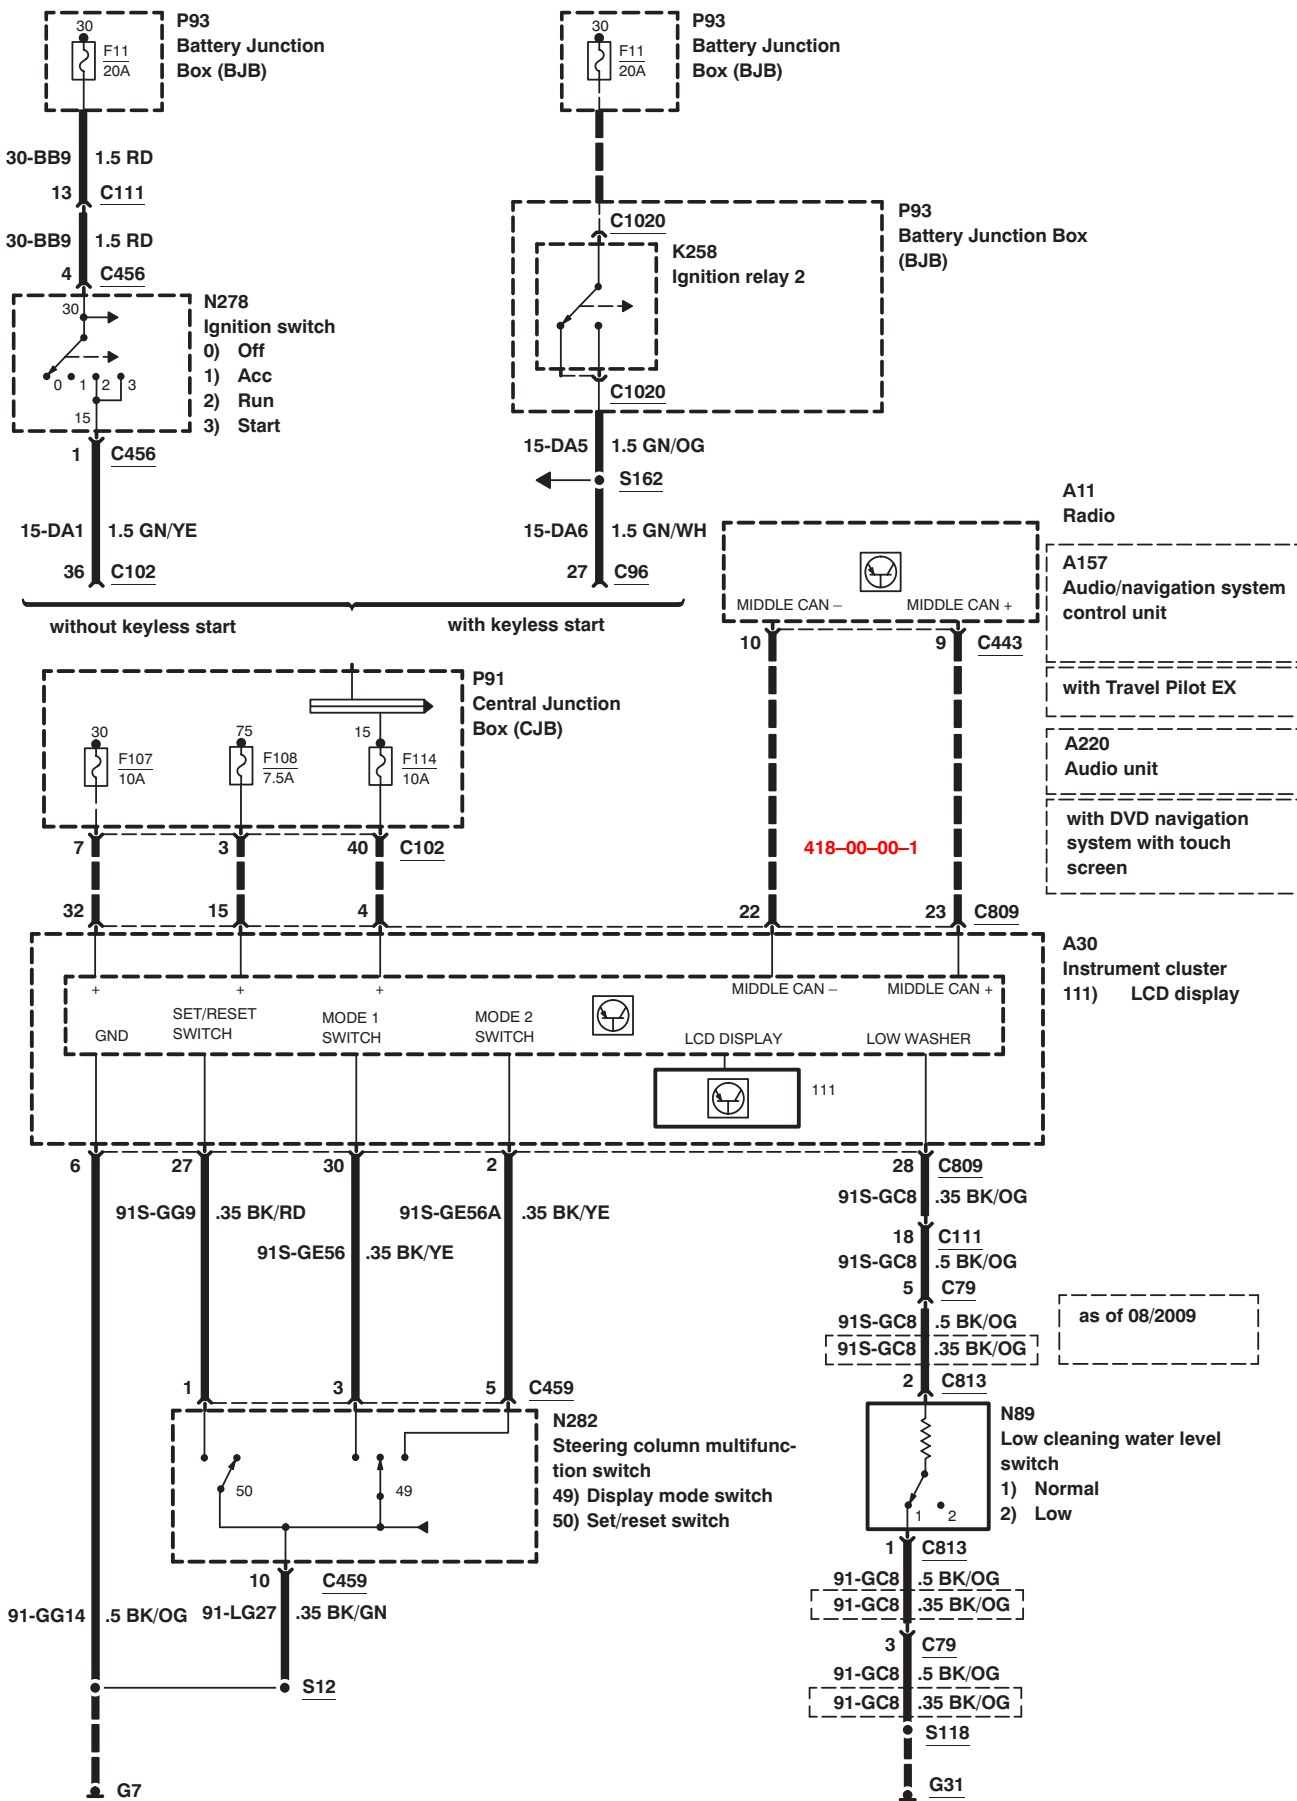 30
F11
20A
P93
Battery Junction
Box (BJB)
30
F11
20A
P93
Battery Junction
Box (BJB)
30-BB9 1.5 RD
13 C111
30-BB9 1.5 RD
4 C456
30
0 1 2 3
15
N278
Ignition switch
0) Off
1) Acc
2) Run
3) Start
1 C456
15-DA1 1.5 GN/YE
36 C102
without keyless start
C1020
K258
Ignition relay 2
C1020
P93
Battery Junction Box
(BJB)
15-DA5 1.5 GN/OG
S162
15-DA6 1.5 GN/WH
27 C96
with keyless start
A11
Radio
MIDDLE CAN – MIDDLE CAN +
10 9 C443
A157
Audio/navigation system
control unit
with Travel Pilot EX
A220
Audio unit
with DVD navigation
system with touch
screen
P91
Central Junction
Box (CJB)
30
F107
10A
75
F108
7.5A
15
F114
10A
7 3 40 C102
418–00–00–1
32 15 4 22 23 C809
A30
Instrument cluster
111) LCD display
+ + + MIDDLE CAN – MIDDLE CAN +
GND
SET/RESET
SWITCH
MODE 1
SWITCH
MODE 2
SWITCH
LCD DISPLAY
LOW WASHER
111
6 27 30 2 28 C809
91S-GG9 .35 BK/RD
91S-GE56A .35 BK/YE
91S-GE56 .35 BK/YE
91S-GC8 .35 BK/OG
18 C111
91S-GC8 .5 BK/OG
5 C79
91S-GC8 .5 BK/OG
91S-GC8 .35 BK/OG
as of 08/2009
2 C813
1 3 5 C459
50
49
N282
Steering column multifunc-
tion switch
49) Display mode switch
50) Set/reset switch
1 2
N89
Low cleaning water level
switch
1) Normal
2) Low
10 C459
91-GG14 .5 BK/OG
91-LG27 .35 BK/GN
S12
G7
1 C813
91-GC8 .5 BK/OG
91-GC8 .35 BK/OG
3 C79
91-GC8 .5 BK/OG
91-GC8 .35 BK/OG
S118
G31